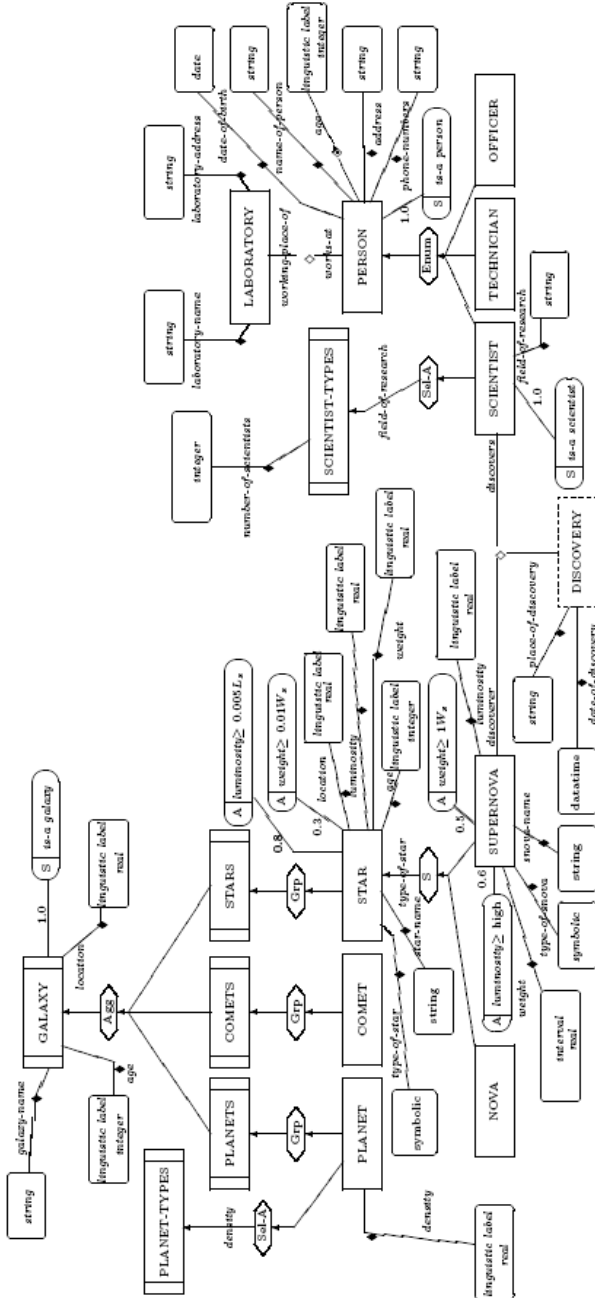 string
galaxy-name
GALAXY
1.0
S is-a galaxy
age
linguistic label
integer
location
linguistic label
real
Agg
PLANET-TYPES
PLANETS
COMETS
STARS
density
Sel-A
Grp
Grp
Grp
PLANET
COMET
STAR
density
linguistic label
real
type-of-star
symbolic
star-name
string
0.8
A luminosity≥ 0.005Ls
0.3
A weight≥ 0.01Ws
location
linguistic label
real
luminosity
linguistic label
real
weight
linguistic label
real
age
linguistic label
integer
type-of-star
S
NOVA
SUPERNOVA
0.6
A luminosity≥ high
0.5
A weight≥ 1Ws
weight
interval
real
type-of-snova
symbolic
snova-name
string
luminosity
linguistic label
real
discoverer
discovers
DISCOVERY
place-of-discovery
string
date-of-discovery
datatime
integer
number-of-scientists
SCIENTIST-TYPES
field-of-research
Sel-A
SCIENTIST
TECHNICIAN
OFFICER
1.0
S is-a scientist
field-of-research
string
Enum
PERSON
1.0
S is-a person
string
laboratory-name
string
laboratory-address
LABORATORY
working-place-of
works-at
date
date-of-birth
string
name-of-person
linguistic label
integer
age
string
address
string
phone-numbers